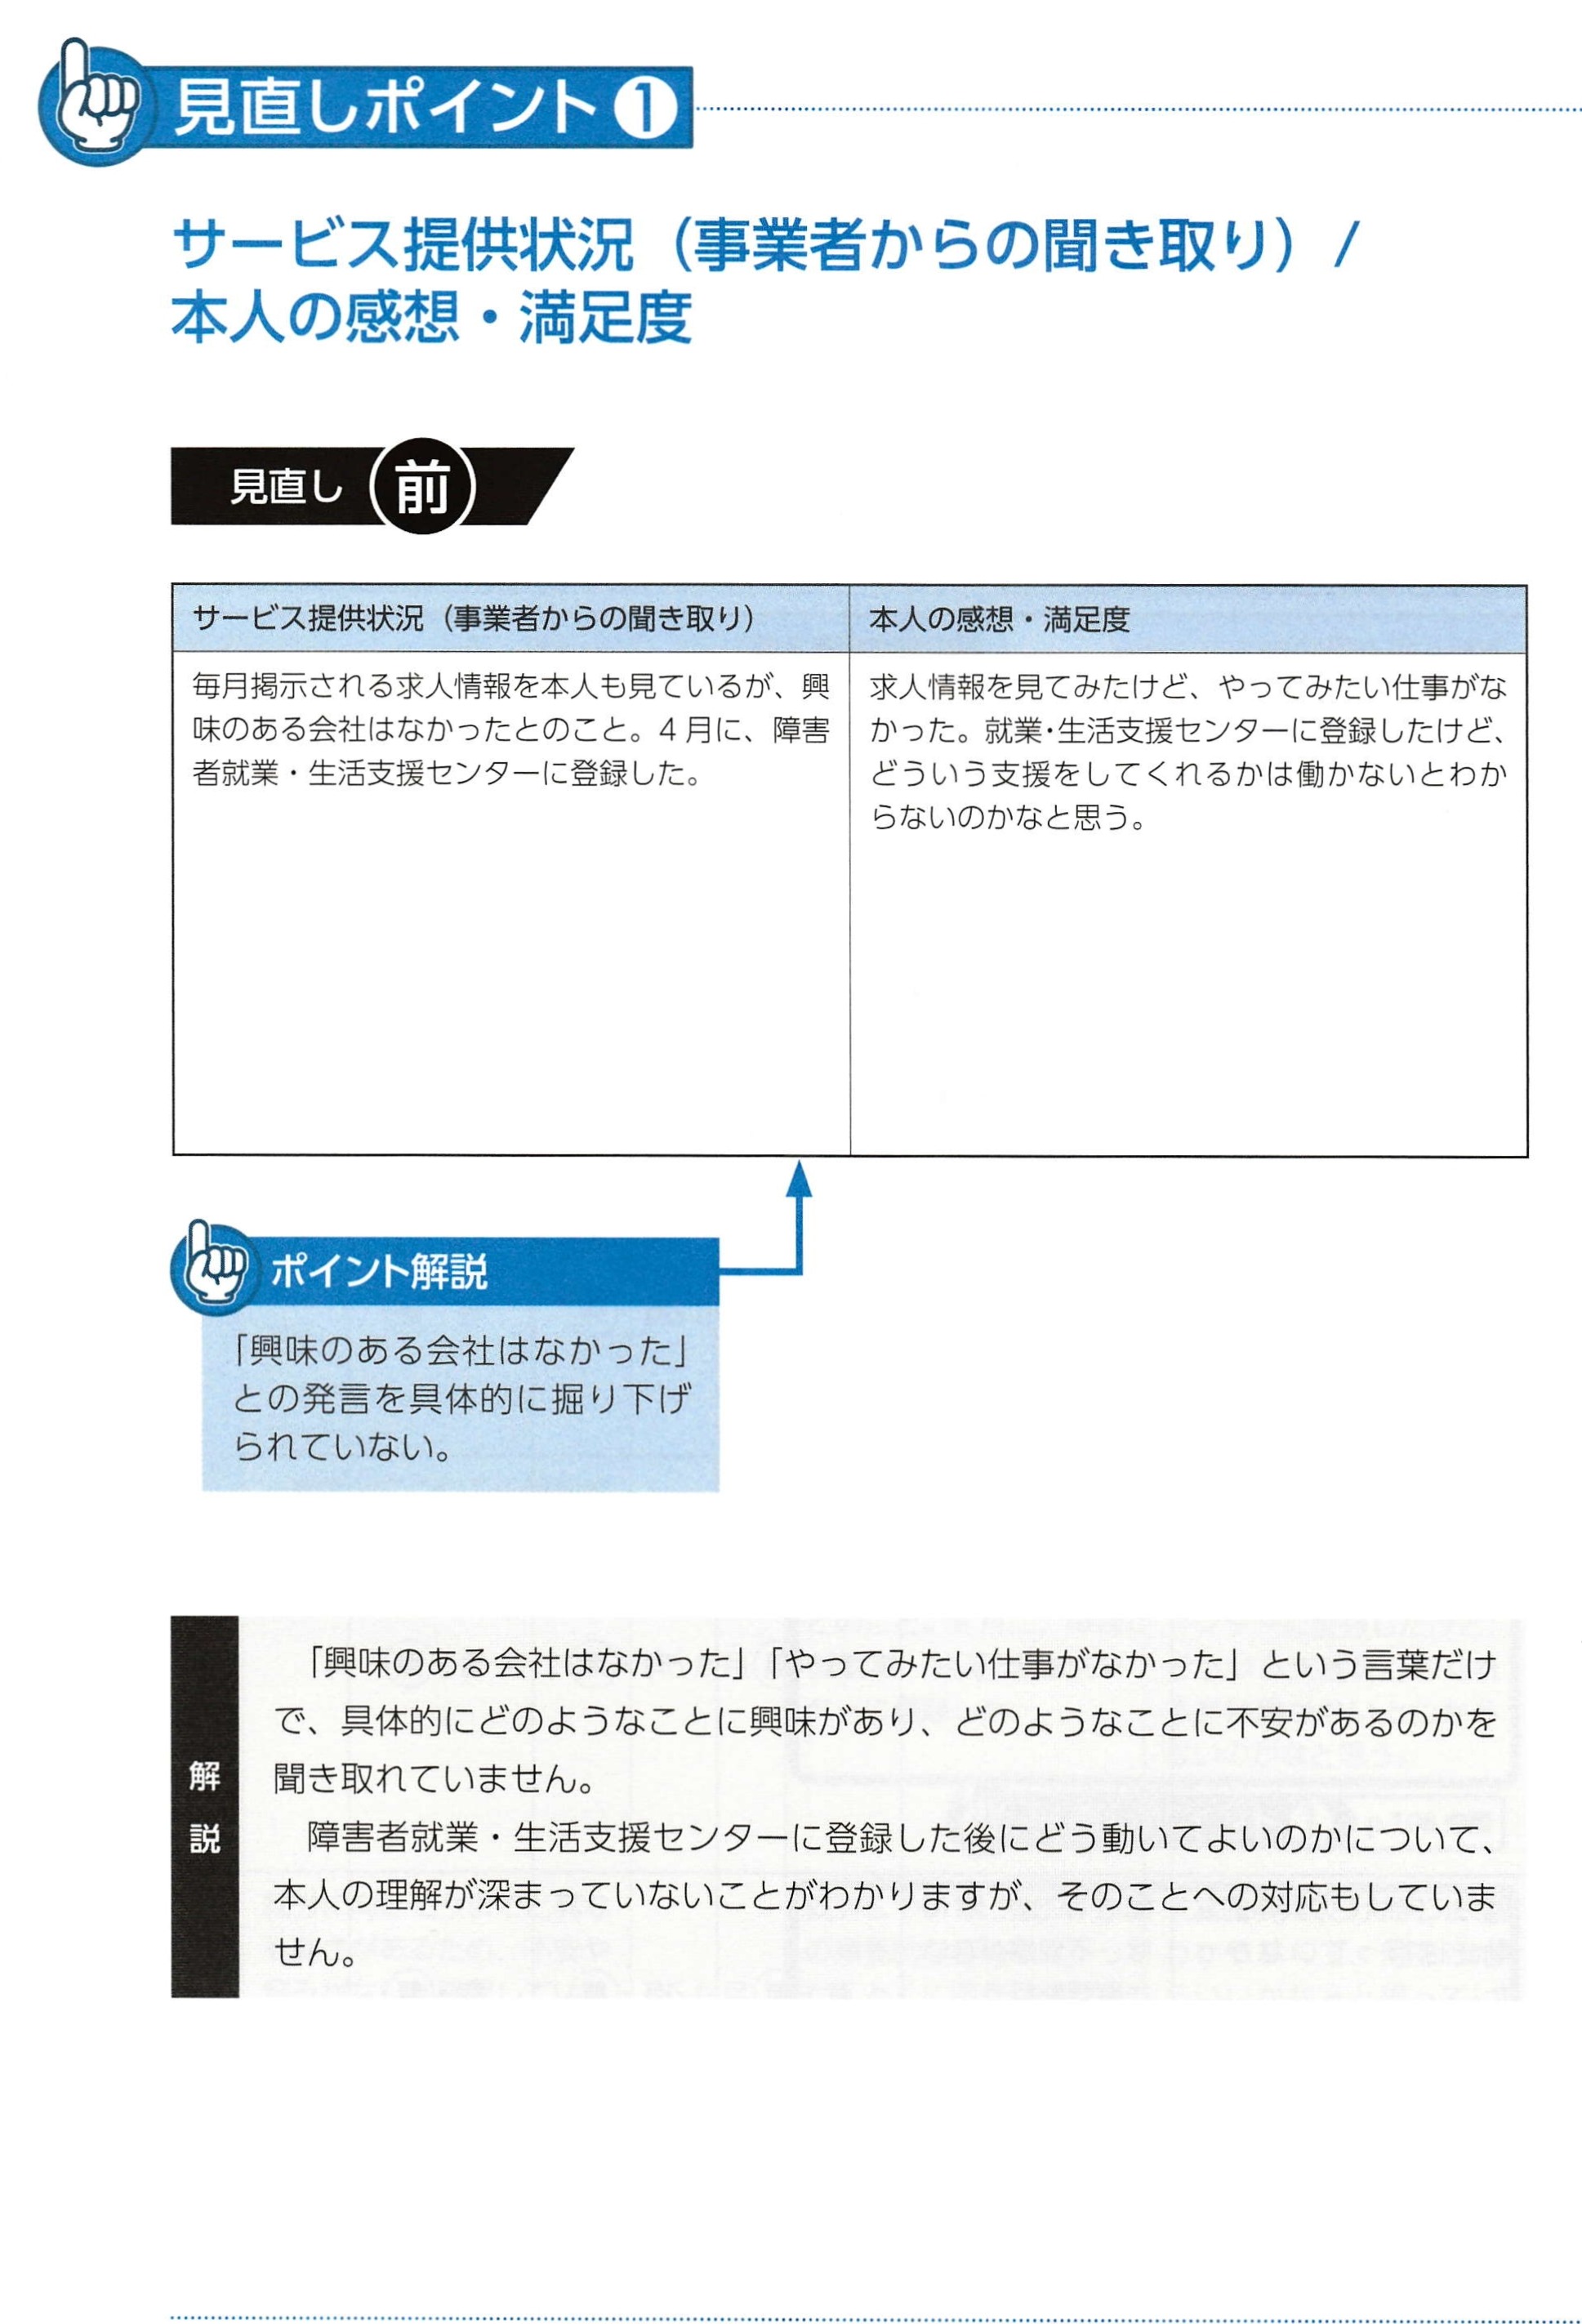 見直しポイント❶
サービス提供状況（事業者からの聞き取り）/
本人の感想・満足度
見直し前
サービス提供状況（事業者からの聞き取り）
毎月掲示される求人情報を本人も見ているが、興
味のある会社はなかったとのこと。4月に、障害
者就業・生活支援センターに登録した。
本人の感想・満足度
求人情報を見てみたけど、やってみたい仕事がな
かった。就業・生活支援センターに登録したけど、
どういう支援をしてくれるかは働かないとわか
らないのかなと思う。
ポイント解説
「興味のある会社はなかった」
との発言を具体的に掘り下げ
られていない。
解説
「興味のある会社はなかった」「やってみたい仕事がなかった」という言葉だけ
で、具体的にどのようなことに興味があり、どのようなことに不安があるのかを
聞き取れていません。
障害者就業・生活支援センターに登録した後にどう動いてよいのかについて、
本人の理解が深まっていないことがわかりますが、そのことへの対応もしていま
せん。